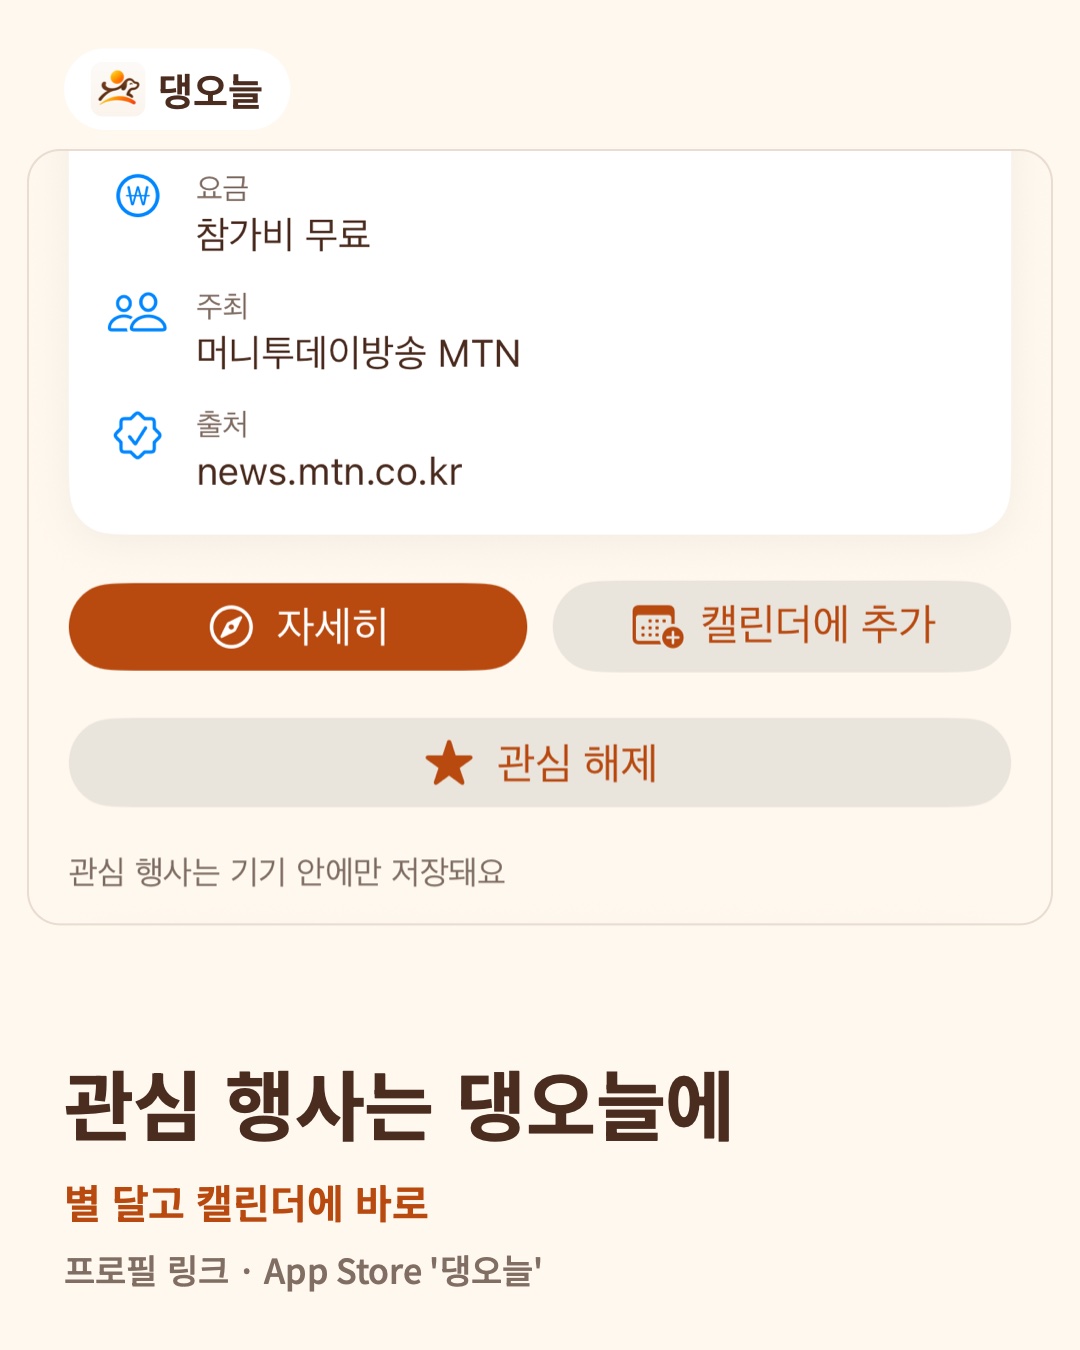 댕오늘
요금
참가비 무료
주최
머니투데이방송 MTN
출처
news.mtn.co.kr
자세히
캘린더에 추가
관심 해제
관심 행사는 기기 안에만 저장돼요
관심 행사는 댕오늘에
별 달고 캘린더에 바로
프로필 링크 · App Store '댕오늘'